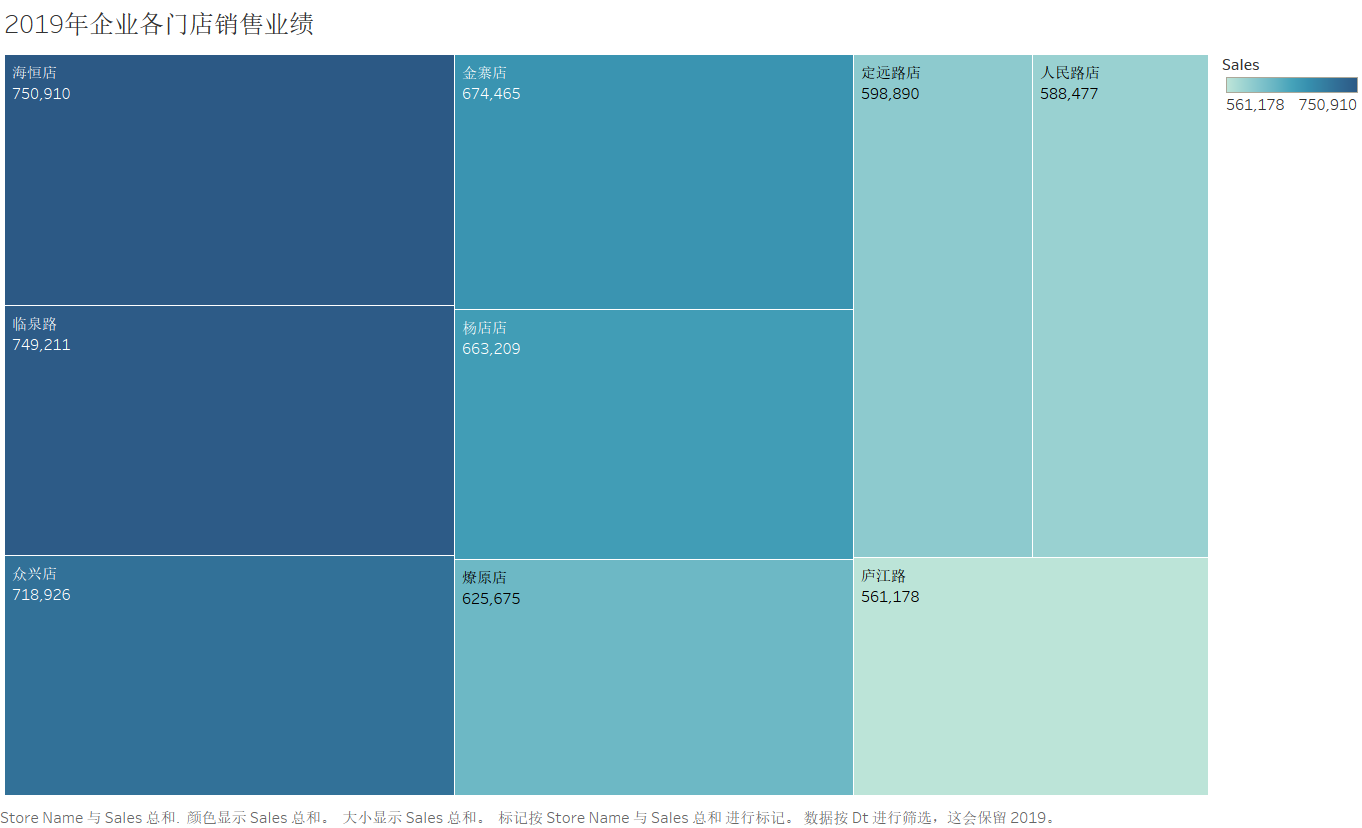 2019年企业各门店销售业绩
海恒店
750,910
临泉路
749,211
众兴店
718,926
金寨店
674,465
杨店店
663,209
燎原店
625,675
定远路店
598,890
人民路店
588,477
庐江路
561,178
Sales
561,178 750,910
Store Name 与 Sales 总和. 颜色显示 Sales 总和。 大小显示 Sales 总和。 标记按 Store Name 与 Sales 总和 进行标记。 数据按 Dt 进行筛选，这会保留 2019。